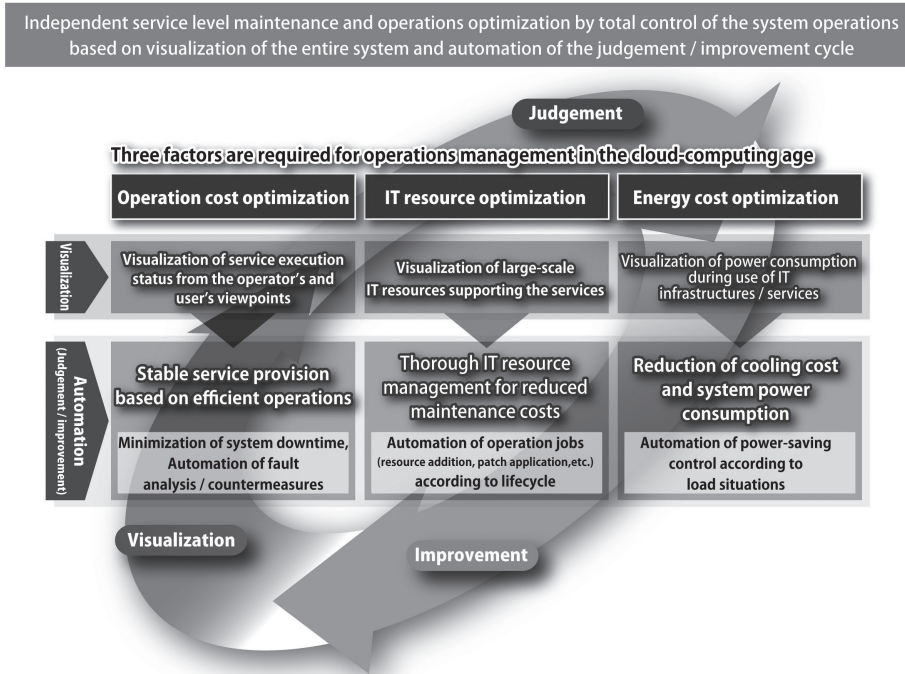 Independent service level maintenance and operations optimization by total control of the system operations
based on visualization of the entire system and automation of the judgement / improvement cycle
Judgement
Three factors are required for operations management in the cloud-computing age
Operation cost optimization
IT resource optimization
Energy cost optimization
Visualization
Visualization of service execution
status from the operator's and
user's viewpoints
Visualization of large-scale
IT resources supporting the services
Visualization of power consumption
during use of IT
infrastructures / services
Automation
(Judgement / improvement)
Stable service provision
based on efficient operations
Minimization of system downtime,
Automation of fault
analysis / countermeasures
Thorough IT resource
management for reduced
maintenance costs
Automation of operation jobs
(resource addition, patch application,etc.)
according to lifecycle
Reduction of cooling cost
and system power
consumption
Automation of power-saving
control according to
load situations
Visualization
Improvement